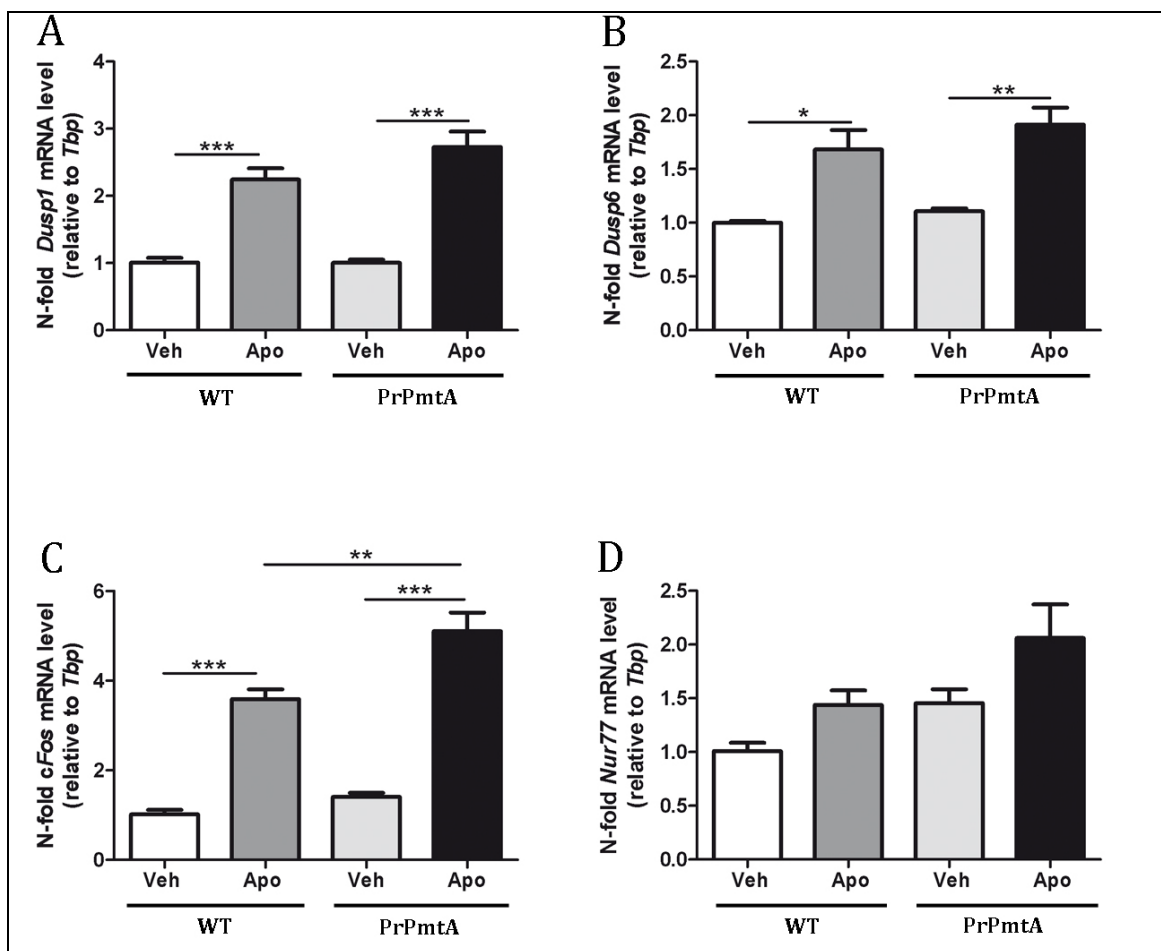 A
N-fold Dusp1 mRNA level
(relative to Tbp)
4
3
2
1
0
***
***
Veh
Apo
Veh
Apo
WT
PrPmtA
B
N-fold Dusp6 mRNA level
(relative to Tbp)
2.5
2.0
1.5
1.0
0.5
0.0
*
**
Veh
Apo
Veh
Apo
WT
PrPmtA
C
N-fold cFos mRNA level
(relative to Tbp)
6
4
2
0
**
***
***
Veh
Apo
Veh
Apo
WT
PrPmtA
D
N-fold Nur77 mRNA level
(relative to Tbp)
2.5
2.0
1.5
1.0
0.5
0.0
Veh
Apo
Veh
Apo
WT
PrPmtA